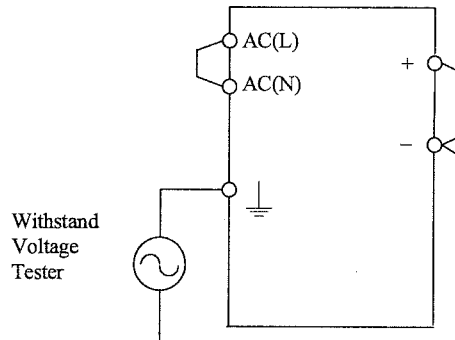 AC(L)
AC(N)
+
−
Withstand
Voltage
Tester